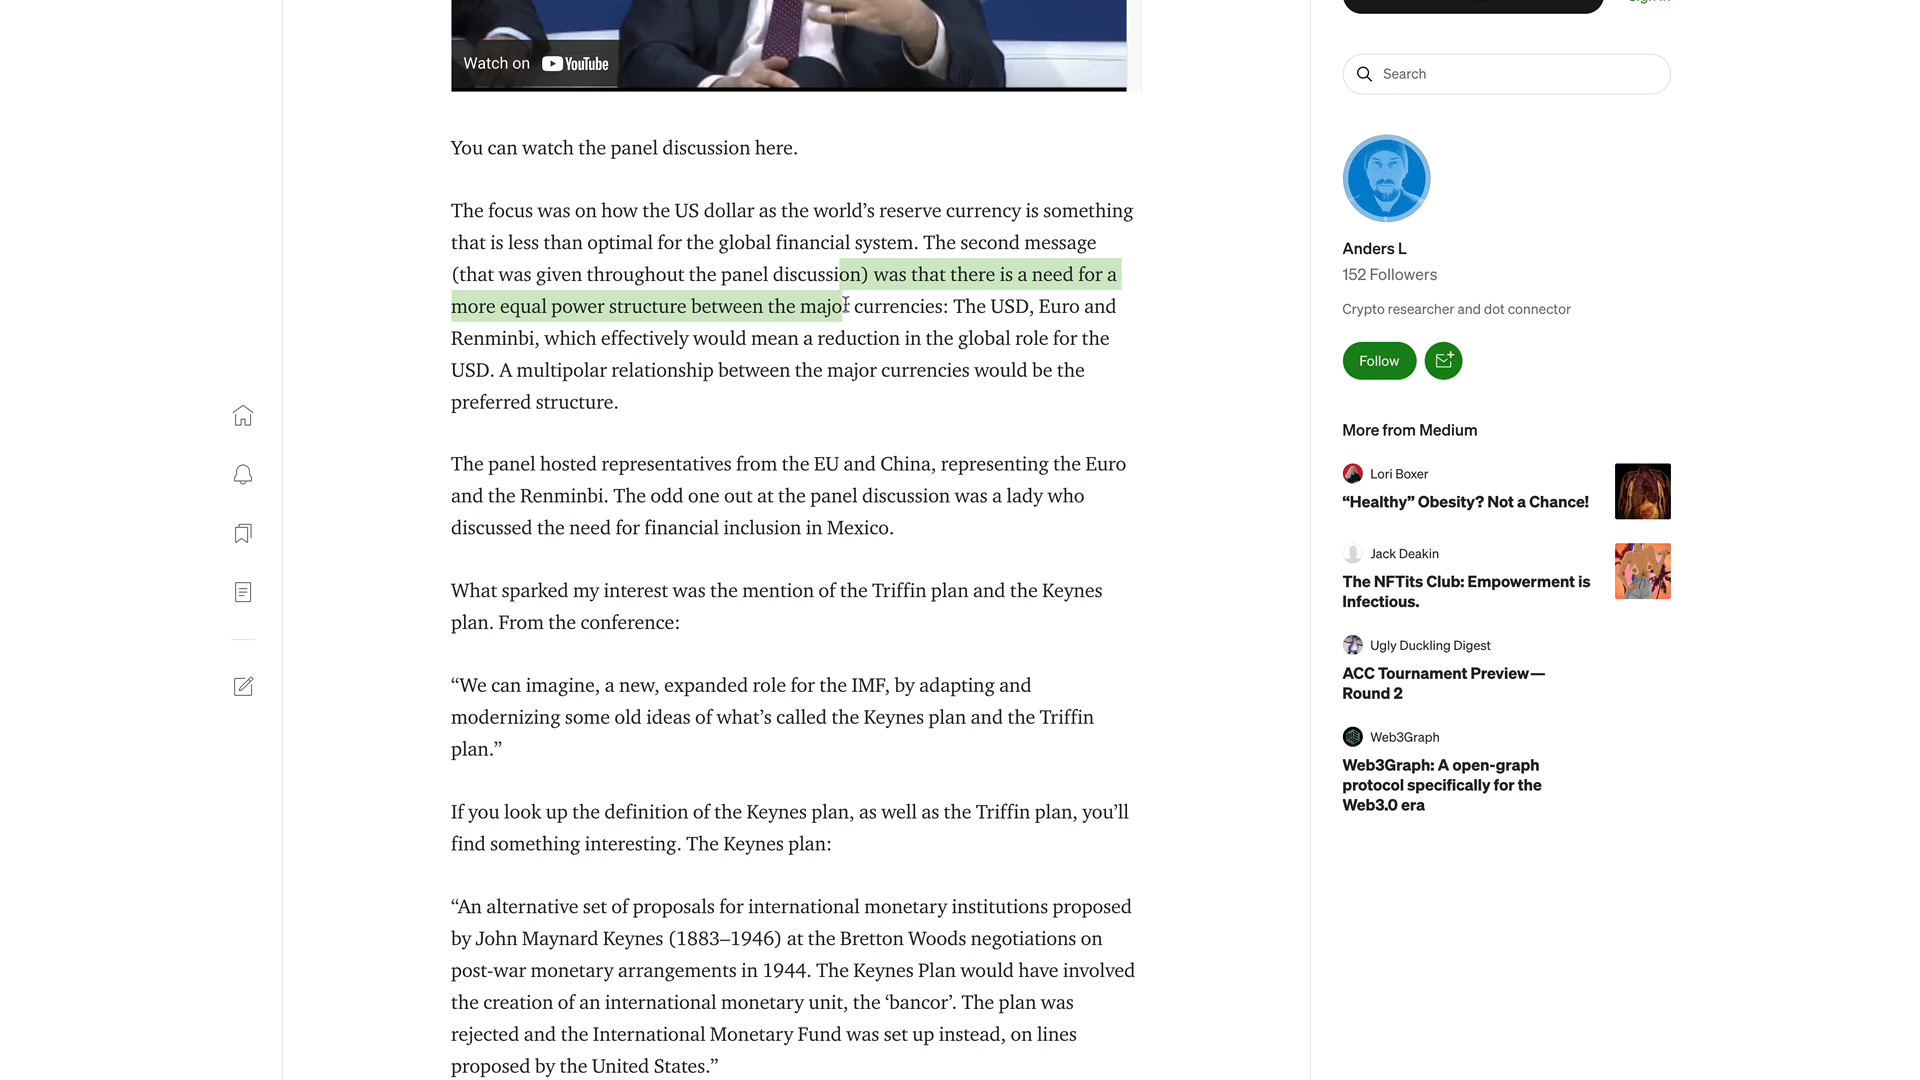 Watch on YouTube
You can watch the panel discussion here.
The focus was on how the US dollar as the world’s reserve currency is something
that is less than optimal for the global financial system. The second message
(that was given throughout the panel discussion) was that there is a need for a
more equal power structure between the major currencies: The USD, Euro and
Renminbi, which effectively would mean a reduction in the global role for the
USD. A multipolar relationship between the major currencies would be the
preferred structure.
The panel hosted representatives from the EU and China, representing the Euro
and the Renminbi. The odd one out at the panel discussion was a lady who
discussed the need for financial inclusion in Mexico.
What sparked my interest was the mention of the Triffin plan and the Keynes
plan. From the conference:
“We can imagine, a new, expanded role for the IMF, by adapting and
modernizing some old ideas of what’s called the Keynes plan and the Triffin
plan.”
If you look up the definition of the Keynes plan, as well as the Triffin plan, you’ll
find something interesting. The Keynes plan:
“An alternative set of proposals for international monetary institutions proposed
by John Maynard Keynes (1883–1946) at the Bretton Woods negotiations on
post-war monetary arrangements in 1944. The Keynes Plan would have involved
the creation of an international monetary unit, the ‘bancor’. The plan was
rejected and the International Monetary Fund was set up instead, on lines
proposed by the United States.”
Search
Anders L
152 Followers
Crypto researcher and dot connector
Follow
More from Medium
Lori Boxer
“Healthy” Obesity? Not a Chance!
Jack Deakin
The NFTits Club: Empowerment is
Infectious.
Ugly Duckling Digest
ACC Tournament Preview—
Round 2
Web3Graph
Web3Graph: A open-graph
protocol specifically for the
Web3.0 era